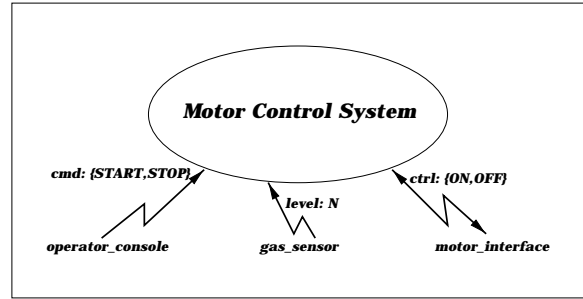 Motor Control System
cmd: {START,STOP}
ctrl: {ON,OFF}
level: N
operator_console
gas_sensor
motor_interface